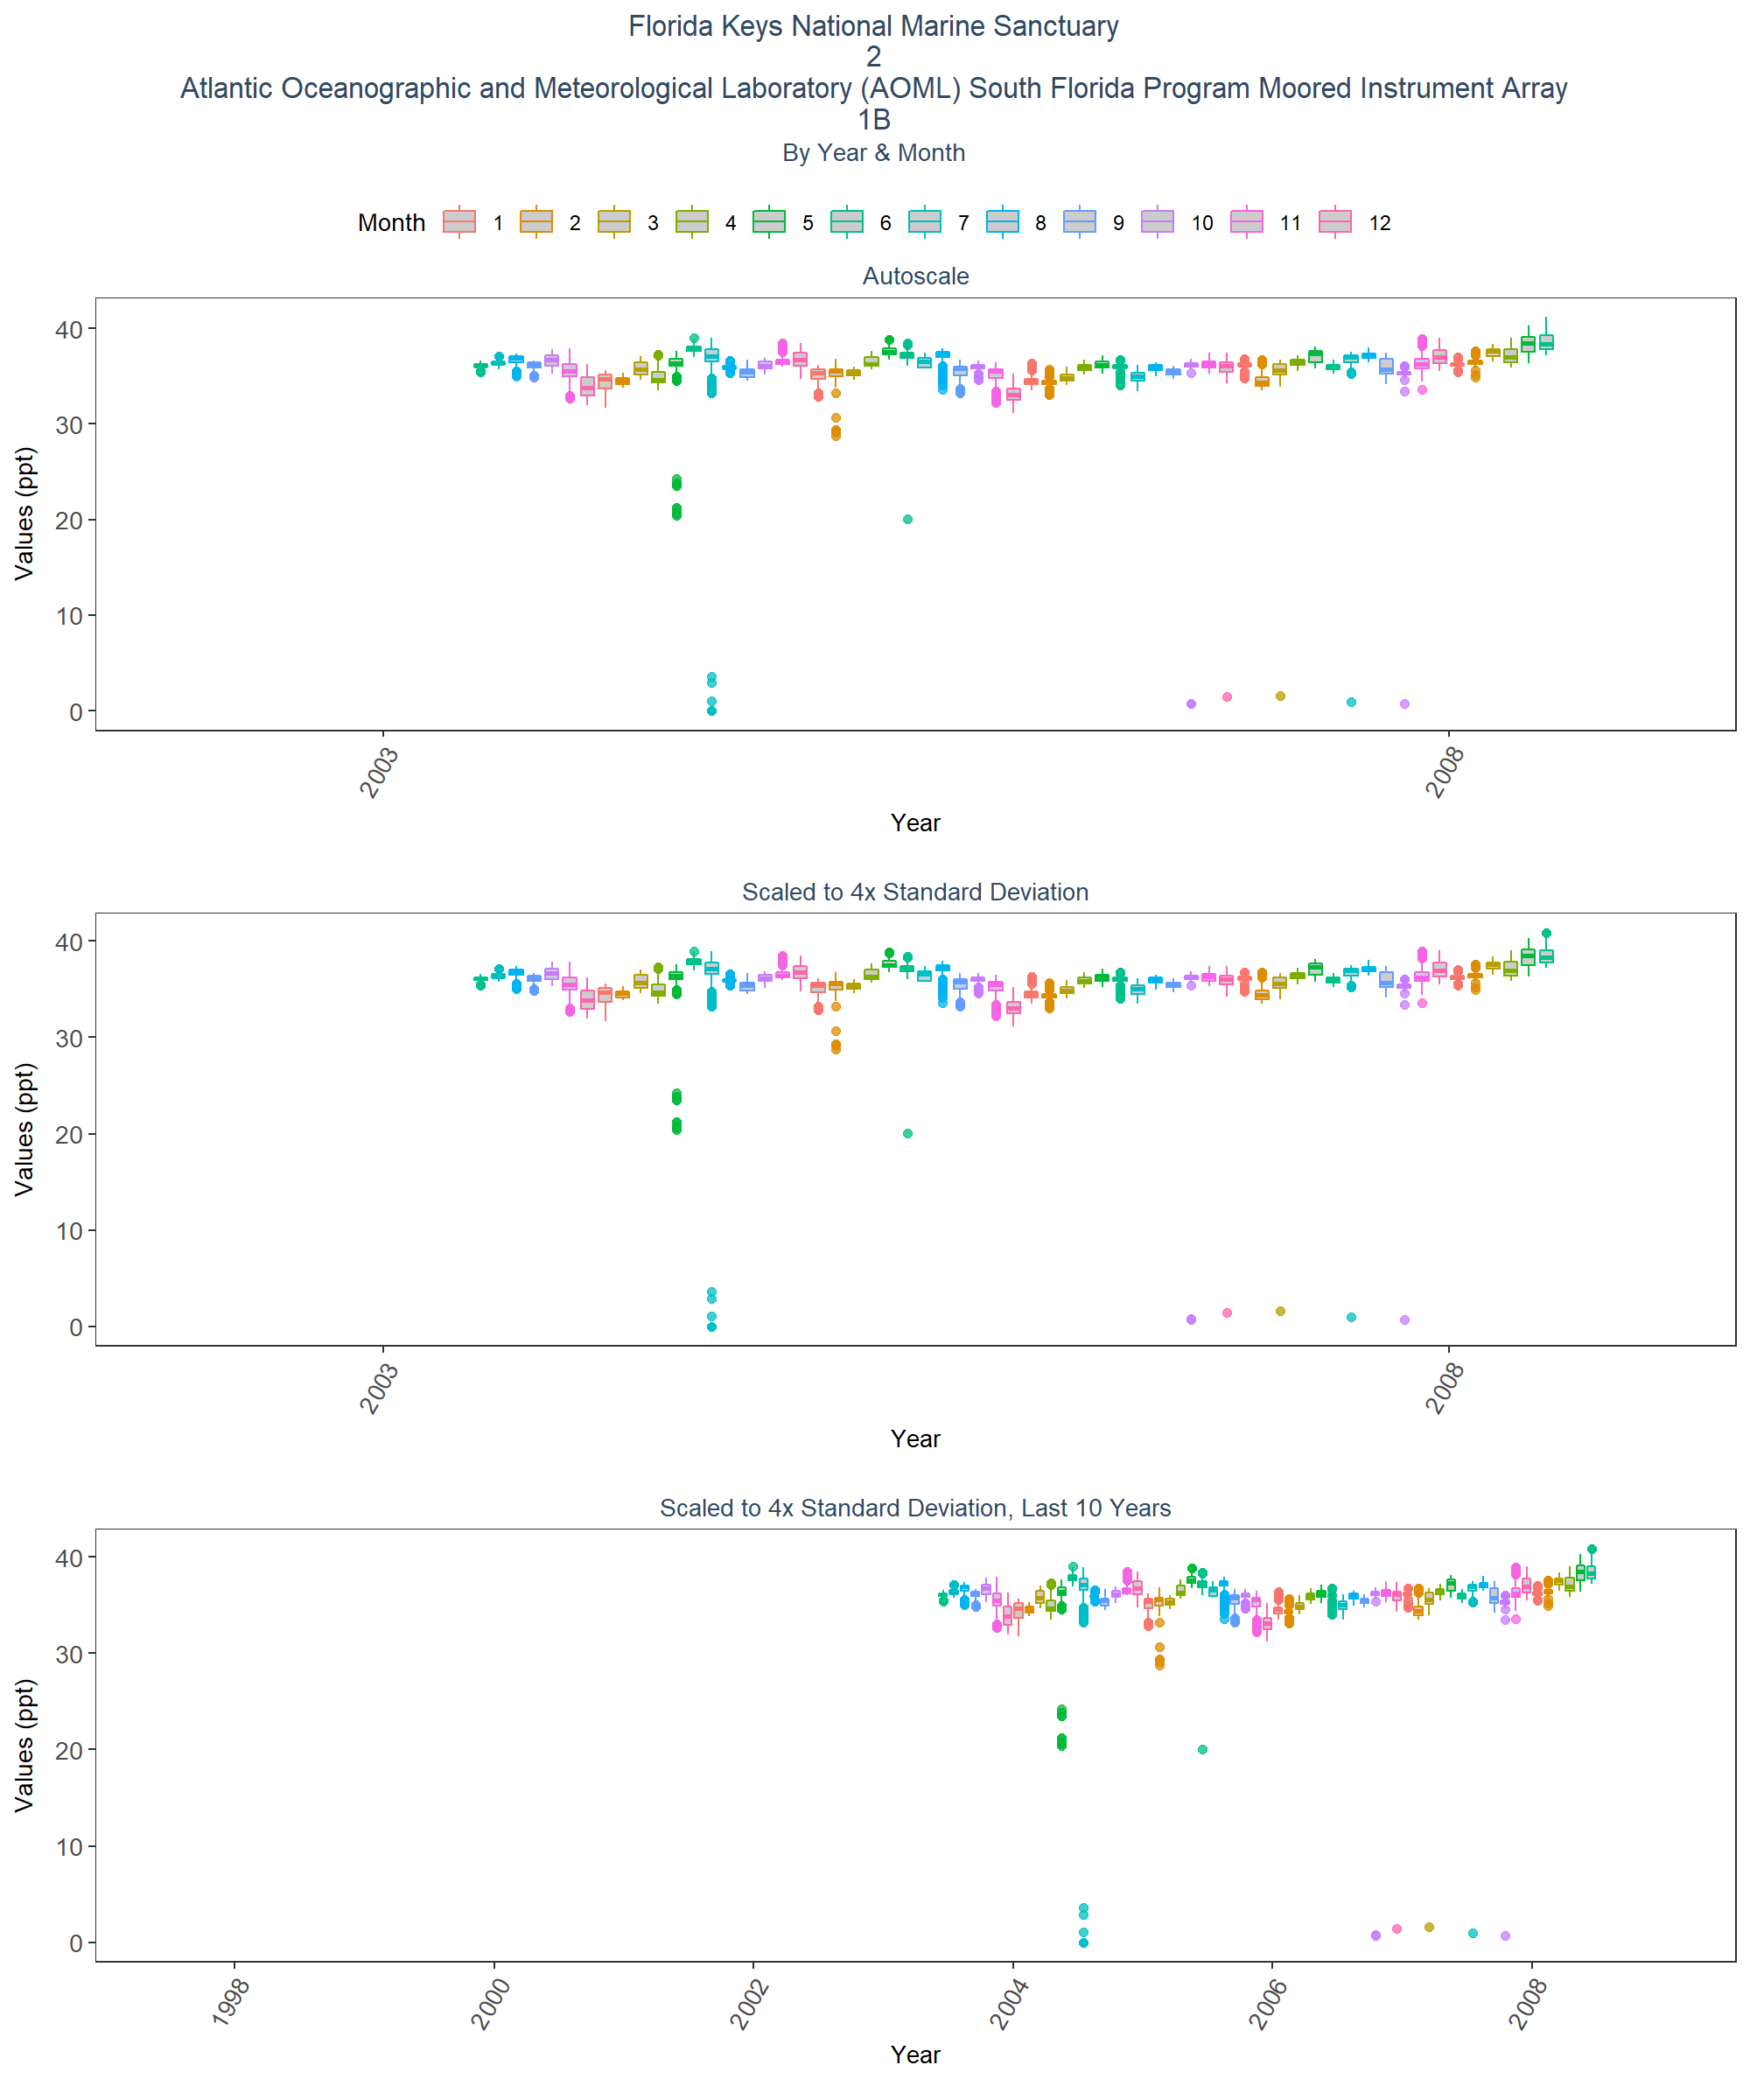 Florida Keys National Marine Sanctuary
2
Atlantic Oceanographic and Meteorological Laboratory (AOML) South Florida Program Moored Instrument Array
1B
By Year & Month
Month 1 2 3 4 5 6 7 8 9 10 11 12
Autoscale
Values (ppt)
40
30
20
10
0
2003 2008
Year
Scaled to 4x Standard Deviation
Values (ppt)
40
30
20
10
0
2003 2008
Year
Scaled to 4x Standard Deviation, Last 10 Years
Values (ppt)
40
30
20
10
0
1998 2000 2002 2004 2006 2008
Year